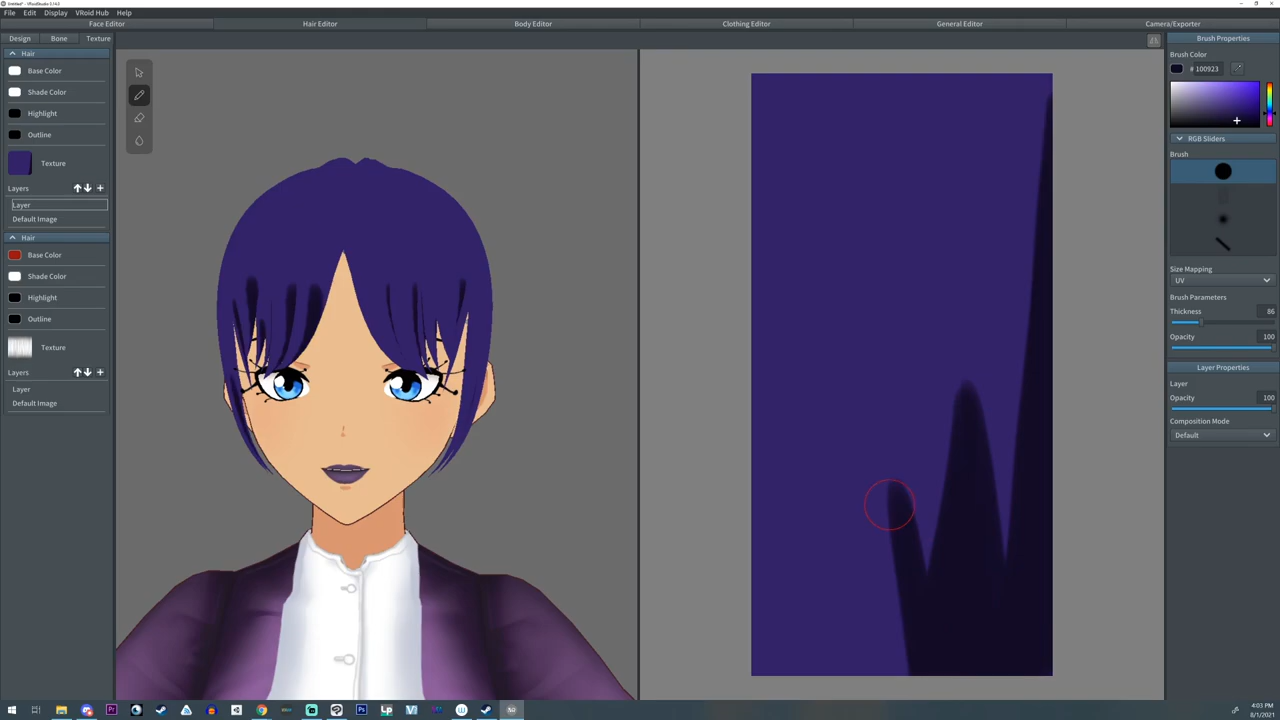 Untitled* - VRoidStudio
File Edit Display VRoid Hub Help
Face Editor Hair Editor Body Editor Clothing Editor General Editor Camera/Exporter
Design Bone Texture
Hair
Base Color
Shade Color
Highlight
Outline
Texture
Layers
Layer
Default Image
Hair
Base Color
Shade Color
Highlight
Outline
Texture
Layers
Layer
Default Image
Brush Properties
Brush Color
# 100923
RGB Sliders
Brush
Size Mapping
UV
Brush Parameters
Thickness 86
Opacity 100
Layer Properties
Layer
Opacity 100
Composition Mode
Default
4:03 PM
8/1/2021